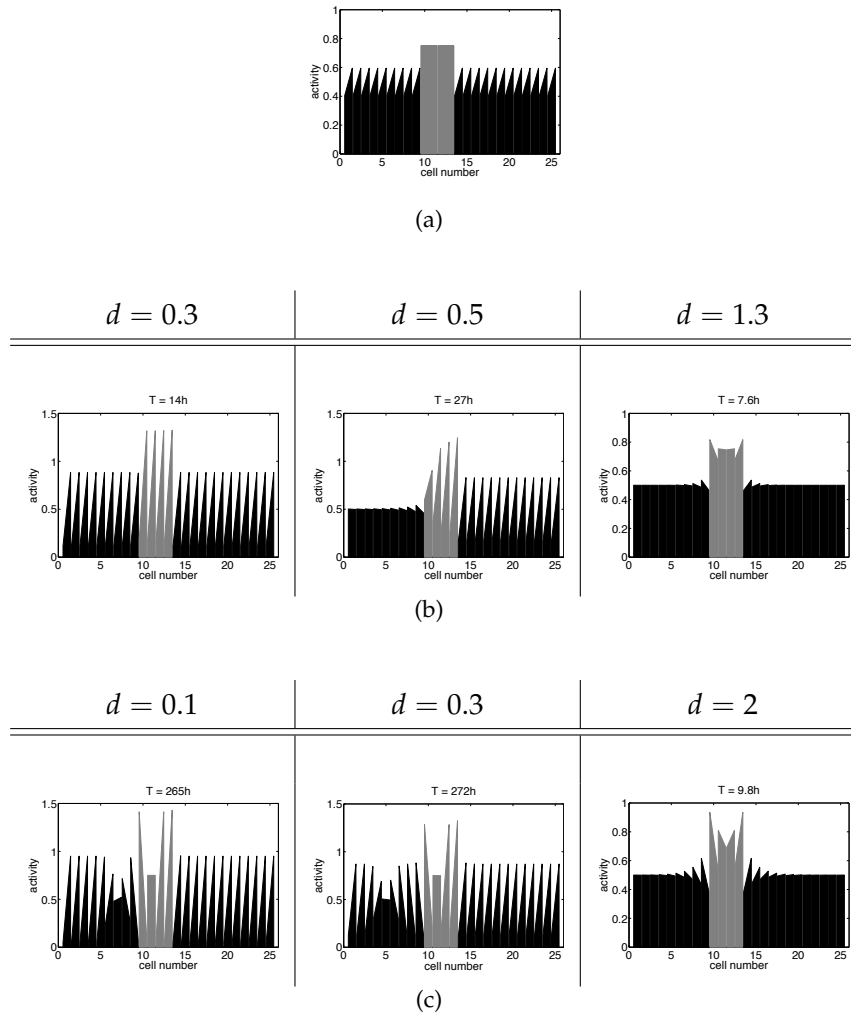 1
0.8
0.6
0.4
0.2
0
activity
0 5 10 15 20 25
cell number
(a)
d = 0.3 d = 0.5 d = 1.3
T = 14h
1.5
1
0.5
0
activity
0 5 10 15 20 25
cell number
T = 27h
1.5
1
0.5
0
activity
0 5 10 15 20 25
cell number
T = 7.6h
1
0.8
0.6
0.4
0.2
0
activity
0 5 10 15 20 25
cell number
(b)
d = 0.1 d = 0.3 d = 2
T = 265h
1.5
1
0.5
0
activity
0 5 10 15 20 25
cell number
T = 272h
1.5
1
0.5
0
activity
0 5 10 15 20 25
cell number
T = 9.8h
1
0.8
0.6
0.4
0.2
0
activity
0 5 10 15 20 25
cell number
(c)